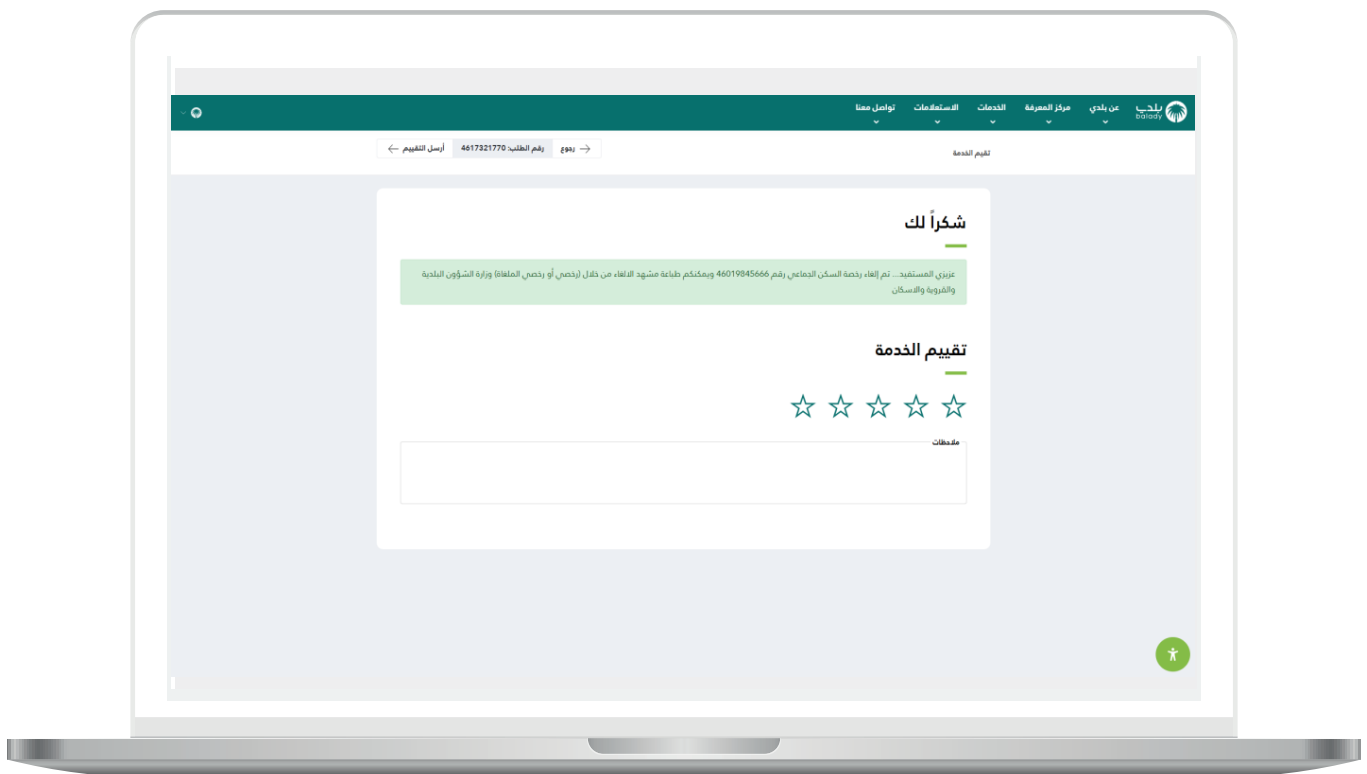 بلدي
balady
عن بلدي
مركز المعرفة
الخدمات
الاستعلامات
تواصل معنا
تقيم الخدمة
رجوع
رقم الطلب: 4617321770
أرسل التقييم
شكراً لك
عزيزي المستفيد... تم إلغاء رخصة السكن الجماعي رقم 46019845666 ويمكنكم طباعة مشهد الالغاء من خلال (رخصي أو رخصي الملغاة) وزارة الشؤون البلدية
والقروية والاسكان
تقييم الخدمة
ملاحظات